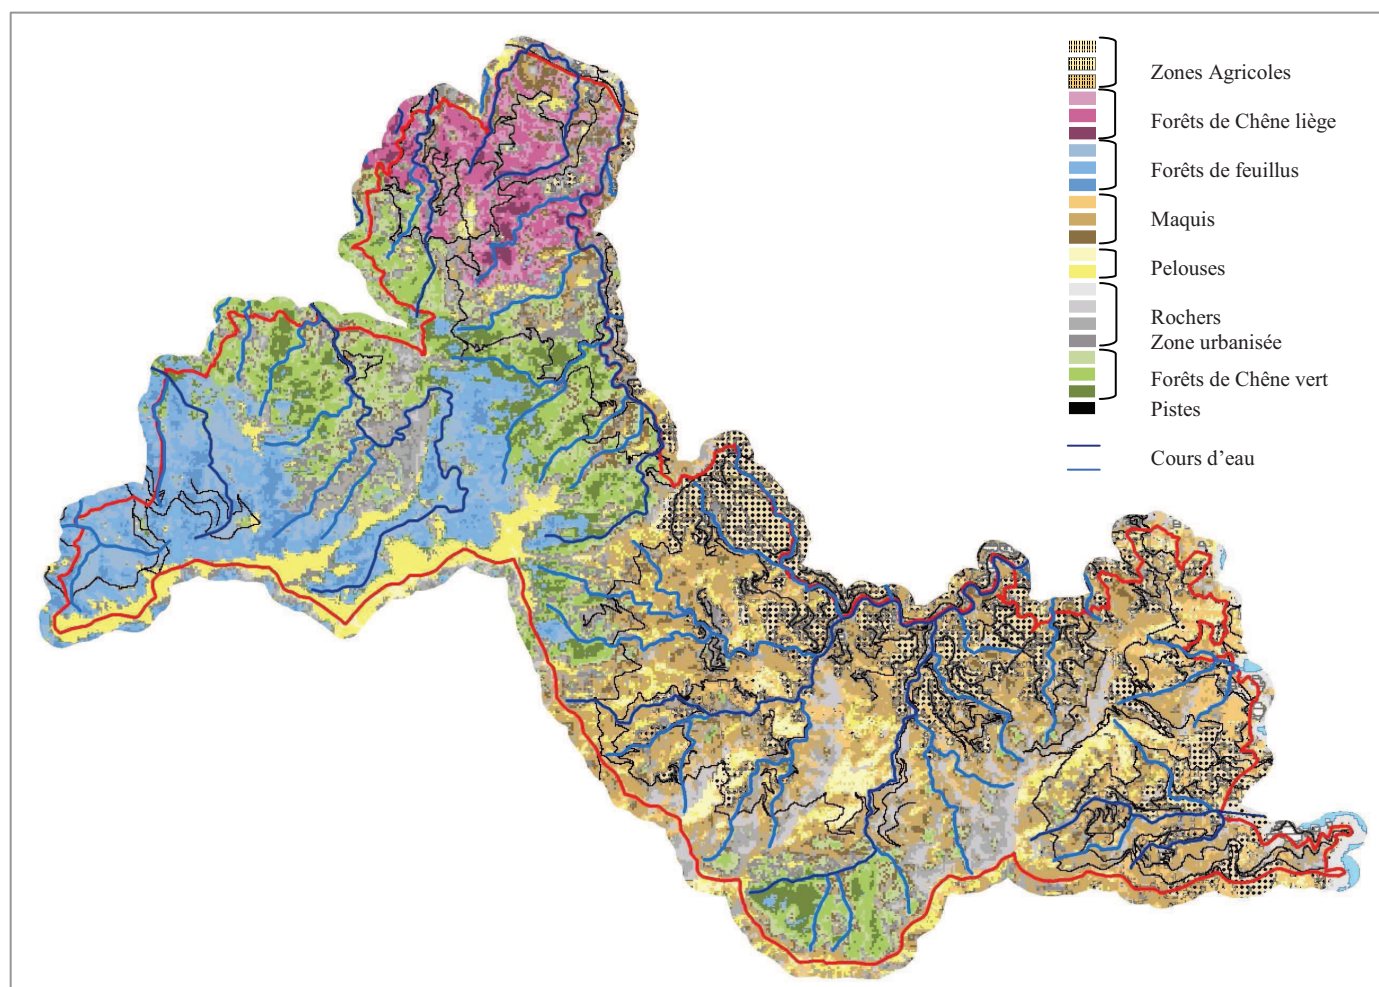 Zones Agricoles
Forêts de Chêne liège
Forêts de feuillus
Maquis
Pelouses
Rochers
Zone urbanisée
Forêts de Chêne vert
Pistes
Cours d’eau